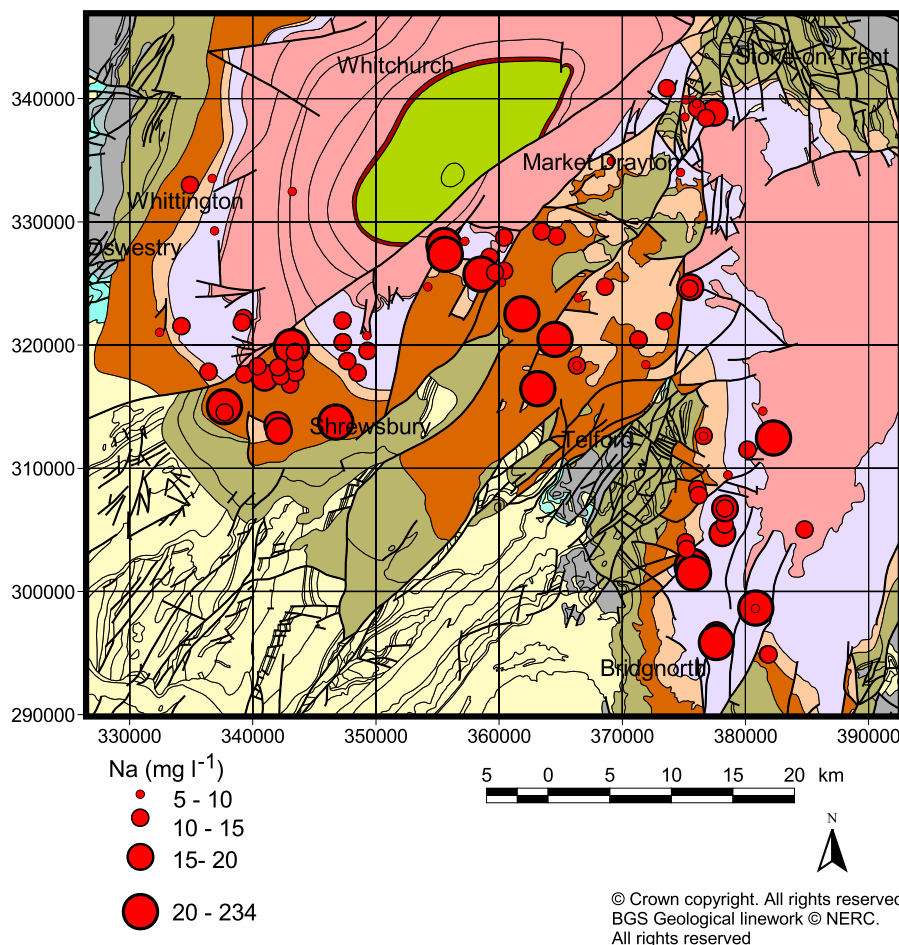 Stoke-on-Trent
Whitchurch
340000
Market Drayton
Whittington
330000
Oswestry
320000
Shrewsbury
Telford
310000
300000
Bridgnorth
290000
330000 340000 350000 360000 370000 380000 390000
Na (mg l-1)
5 0 5 10 15 20 km
5 - 10
10 - 15
N
15- 20
20 - 234
© Crown copyright. All rights reserved
BGS Geological linework © NERC.
All rights reserved